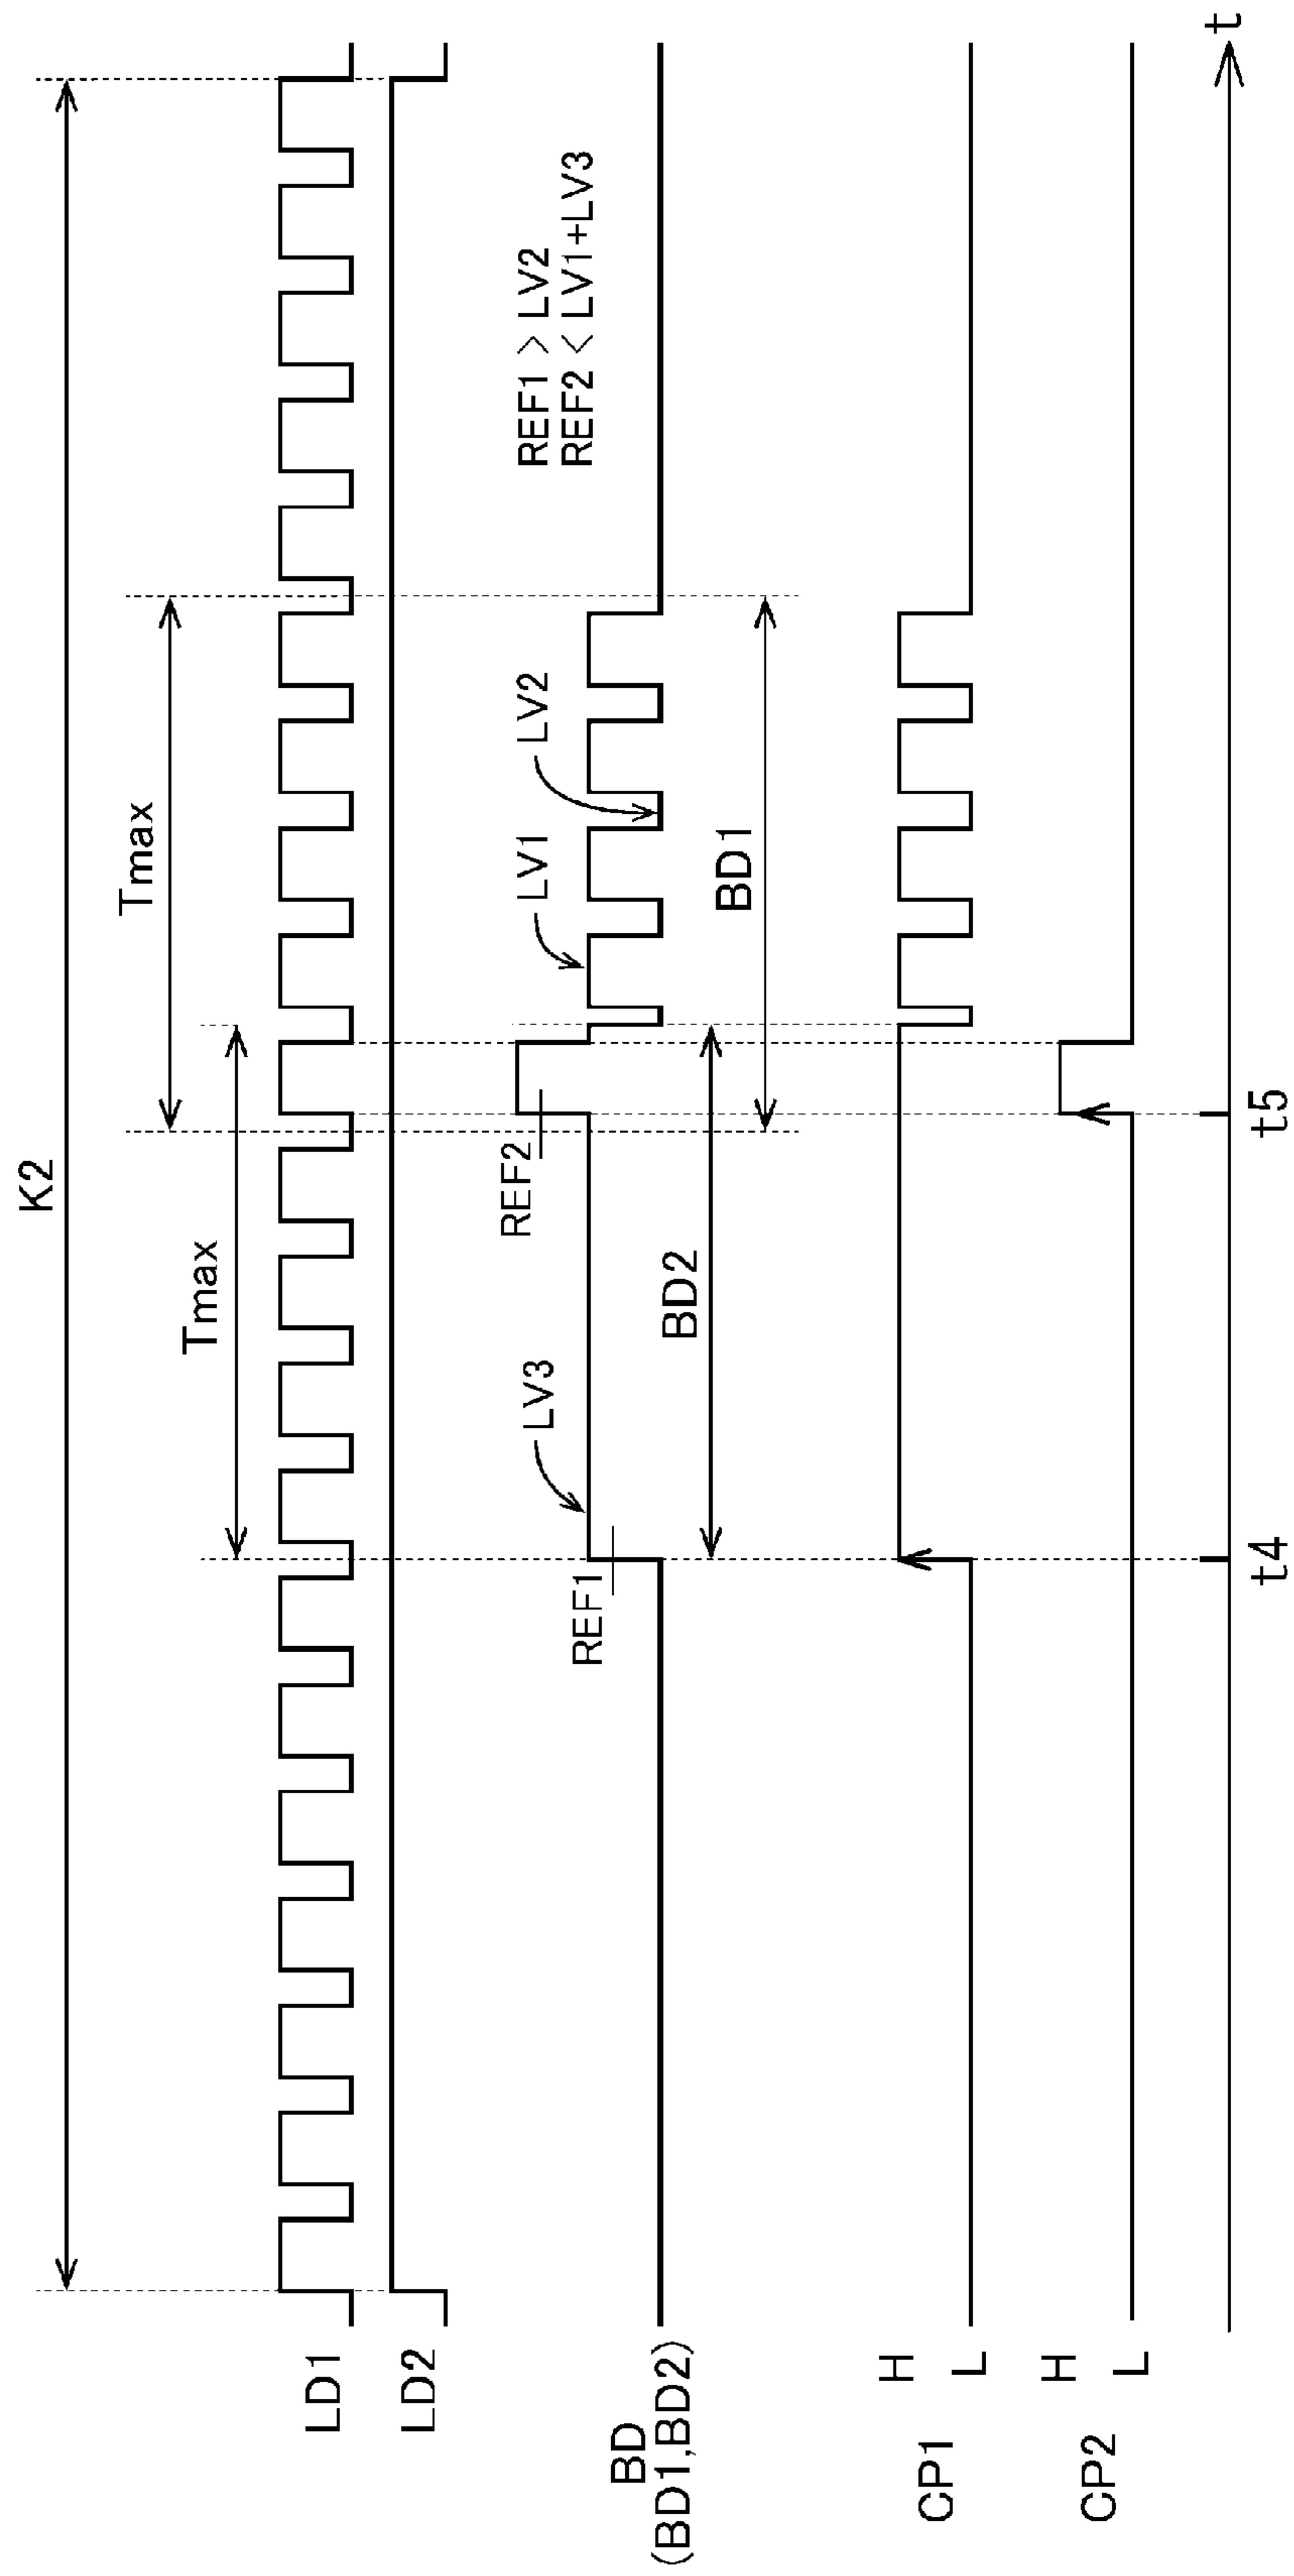 K2
Tmax
Tmax
LD1
LD2
REF1 > LV2
REF2 < LV1+LV3
REF2
LV3
LV1
LV2
REF1
BD
(BD1,BD2)
BD2
BD1
H
CP1
L
H
CP2
L
t4
t5
t